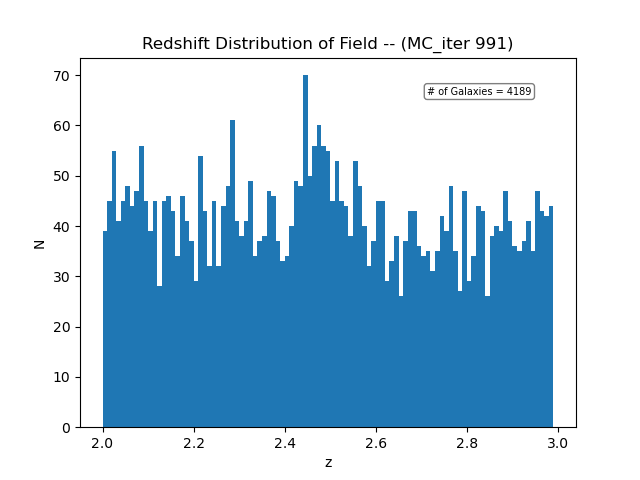 Redshift Distribution of Field -- (MC_iter 991)
# of Galaxies = 4189
70
60
50
40
30
20
10
0
N
2.0 2.2 2.4 2.6 2.8 3.0
z